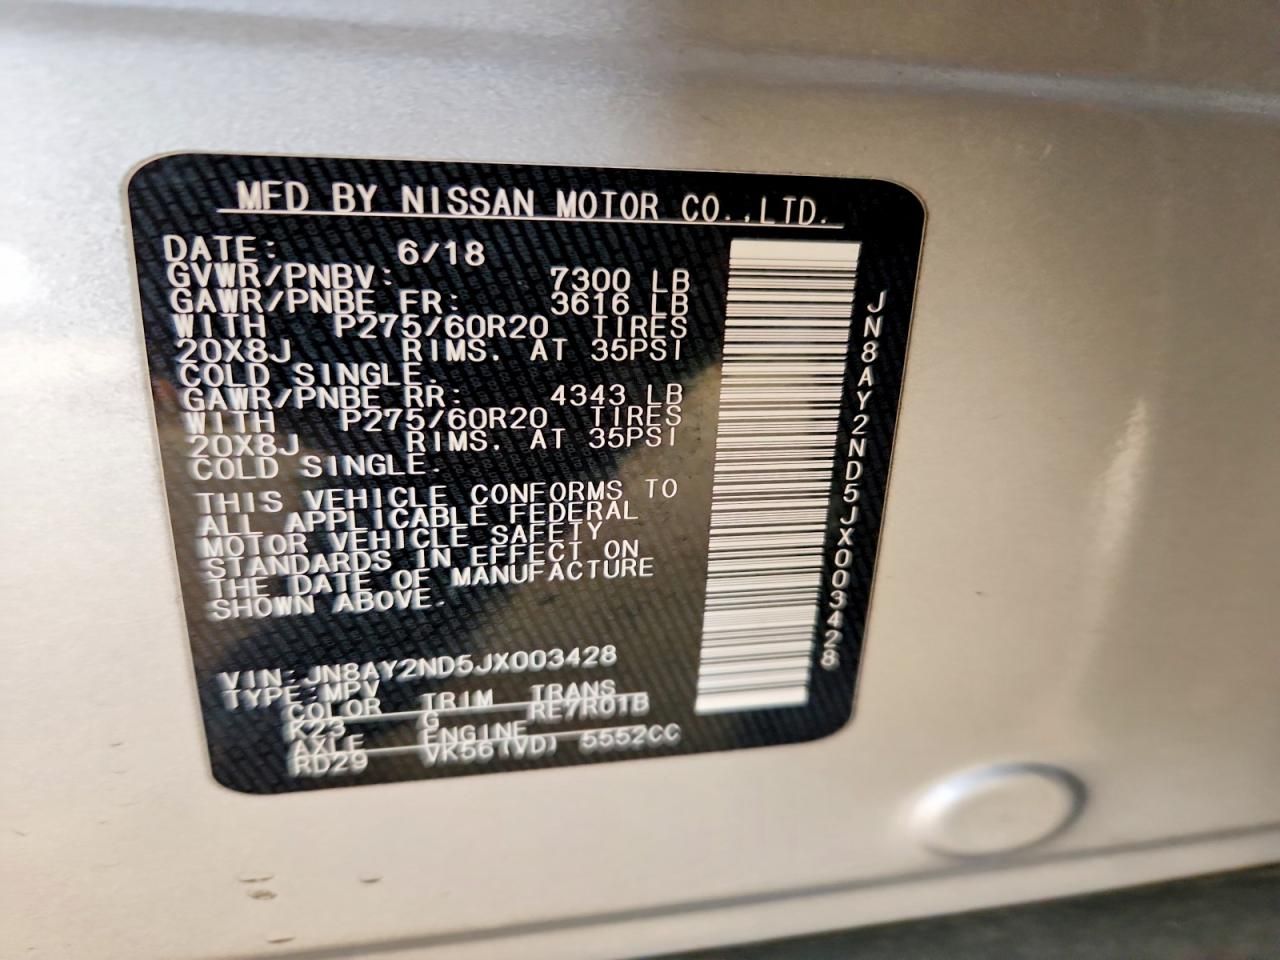 MFD BY NISSAN MOTOR CO.,LTD.
DATE: 6/18
GVWR/PNBV: 7300 LB
GAWR/PNBE FR: 3616 LB
WITH P275/60R20 TIRES
20X8J RIMS. AT 35PSI
COLD SINGLE.
GAWR/PNBE RR: 4343 LB
WITH P275/60R20 TIRES
20X8J RIMS. AT 35PSI
COLD SINGLE.
THIS VEHICLE CONFORMS TO
ALL APPLICABLE FEDERAL
MOTOR VEHICLE SAFETY
STANDARDS IN EFFECT ON
THE DATE OF MANUFACTURE
SHOWN ABOVE.
VIN:JN8AY2ND5JX003428
TYPE:MPV
COLOR TRIM TRANS
K23 G RE7R01B
AXLE ENGINE
RD29 VK56(VD) 5552CC
JN8AY2ND5JX003428